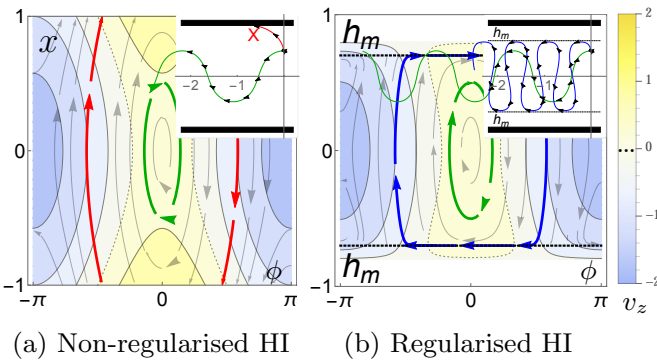 x
1
0
−1
−π
0
π
ϕ
−2
−1
X
(a) Non-regularised HI
h_m
h_m
1
0
−1
−π
0
π
ϕ
−2
−1
h_m
h_m
(b) Regularised HI
2
1
0
−1
−2
v_z